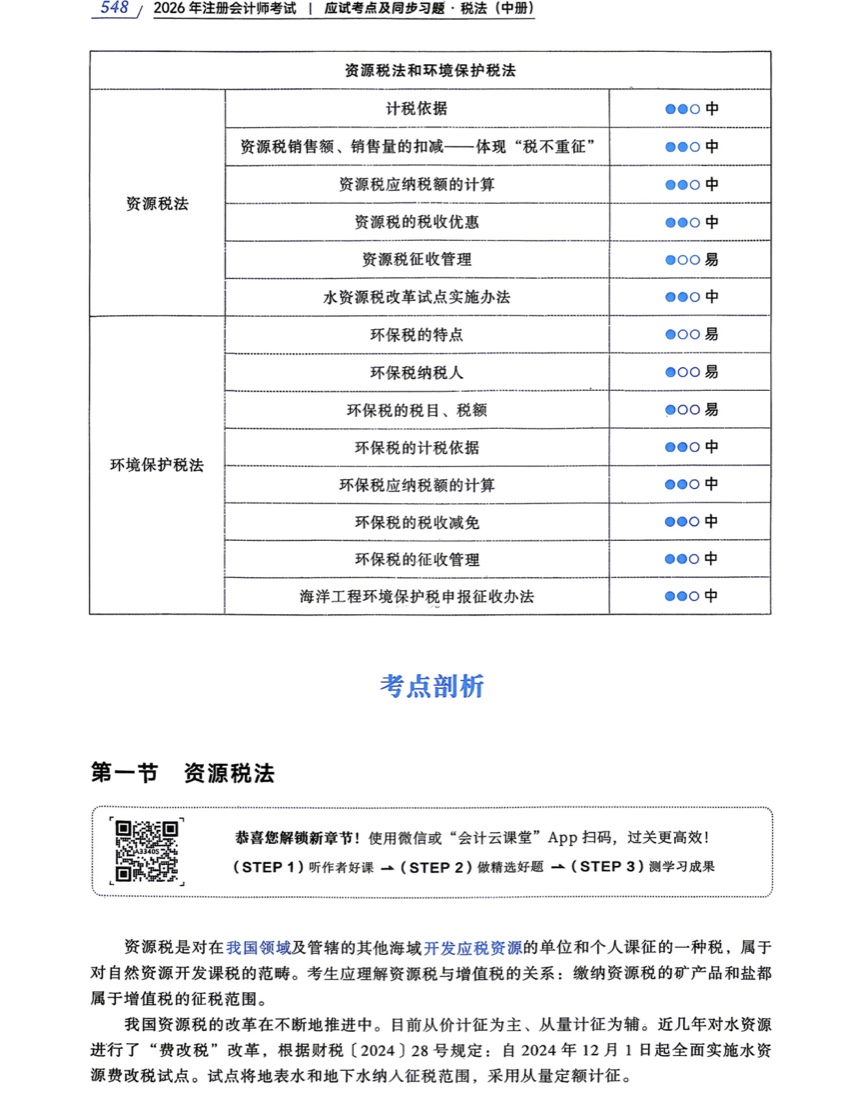 548 2026 年注册会计师考试 | 应试考点及同步习题·税法（中册）
资源税法和环境保护税法
资源税法
计税依据 中
资源税销售额、销售量的扣减——体现“税不重征” 中
资源税应纳税额的计算 中
资源税的税收优惠 中
资源税征收管理 易
水资源税改革试点实施办法 中
环境保护税法
环保税的特点 易
环保税纳税人 易
环保税的税目、税额 易
环保税的计税依据 中
环保税应纳税额的计算 中
环保税的税收减免 中
环保税的征收管理 中
海洋工程环境保护税申报征收办法 中
考点剖析
第一节 资源税法
恭喜您解锁新章节！使用微信或“会计云课堂”App 扫码，过关更高效！
（STEP 1）听作者好课 ⇀（STEP 2）做精选好题 ⇀（STEP 3）测学习成果
资源税是对在我国领域及管辖的其他海域开发应税资源的单位和个人课征的一种税，属于
对自然资源开发课税的范畴。考生应理解资源税与增值税的关系：缴纳资源税的矿产品和盐都
属于增值税的征税范围。
我国资源税的改革在不断地推进中。目前从价计征为主、从量计征为辅。近几年对水资源
进行了“费改税”改革，根据财税〔2024〕28 号规定：自 2024 年 12 月 1 日起全面实施水资
源费改税试点。试点将地表水和地下水纳入征税范围，采用从量定额计征。